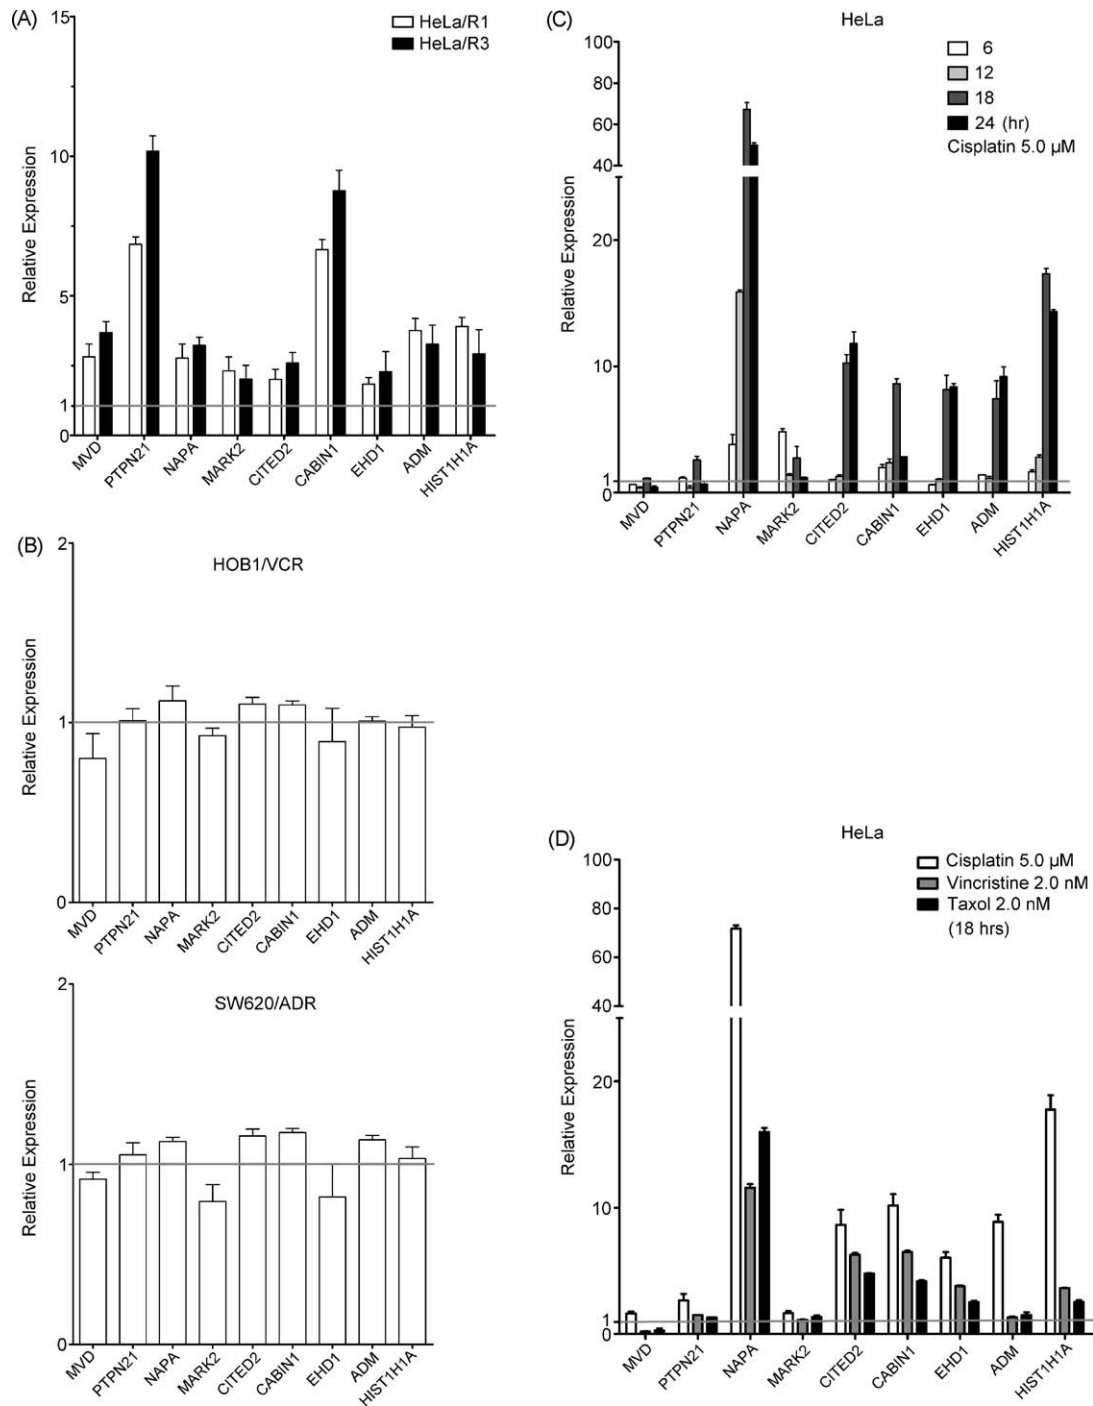 (A)
HeLa/R1
HeLa/R3
Relative Expression
15
10
5
1
0
MVD
PTPN21
NAPA
MARK2
CITED2
CABIN1
EHD1
ADM
HIST1H1A
(B)
HOB1/VCR
Relative Expression
2
1
0
MVD
PTPN21
NAPA
MARK2
CITED2
CABIN1
EHD1
ADM
HIST1H1A
SW620/ADR
Relative Expression
2
1
0
MVD
PTPN21
NAPA
MARK2
CITED2
CABIN1
EHD1
ADM
HIST1H1A
(C)
HeLa
6
12
18
24 (hr)
Cisplatin 5.0 µM
Relative Expression
100
80
60
40
20
10
1
0
MVD
PTPN21
NAPA
MARK2
CITED2
CABIN1
EHD1
ADM
HIST1H1A
(D)
HeLa
Cisplatin 5.0 µM
Vincristine 2.0 nM
Taxol 2.0 nM
(18 hrs)
Relative Expression
100
80
60
40
20
10
1
0
MVD
PTPN21
NAPA
MARK2
CITED2
CABIN1
EHD1
ADM
HIST1H1A